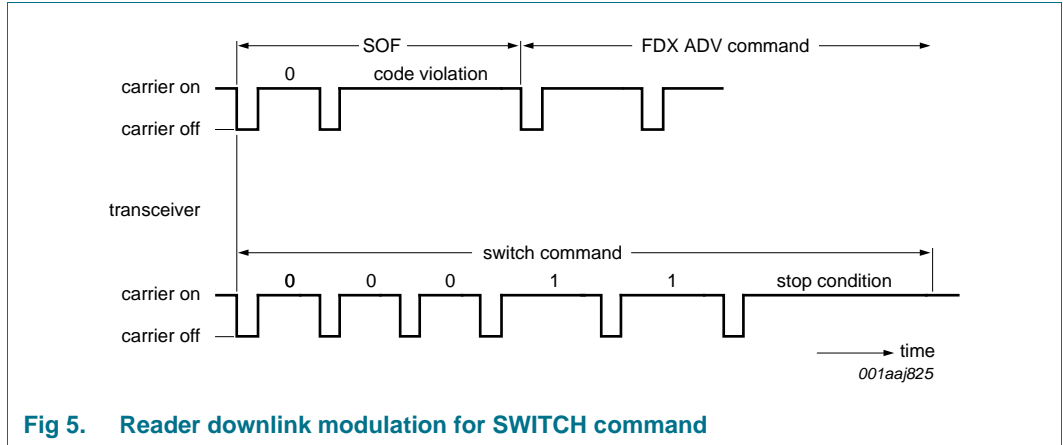 SOF FDX ADV command
0 code violation
carrier on
carrier off
transceiver
switch command
0 0 0 1 1 stop condition
carrier on
carrier off
time
001aaj825
Fig 5. Reader downlink modulation for SWITCH command